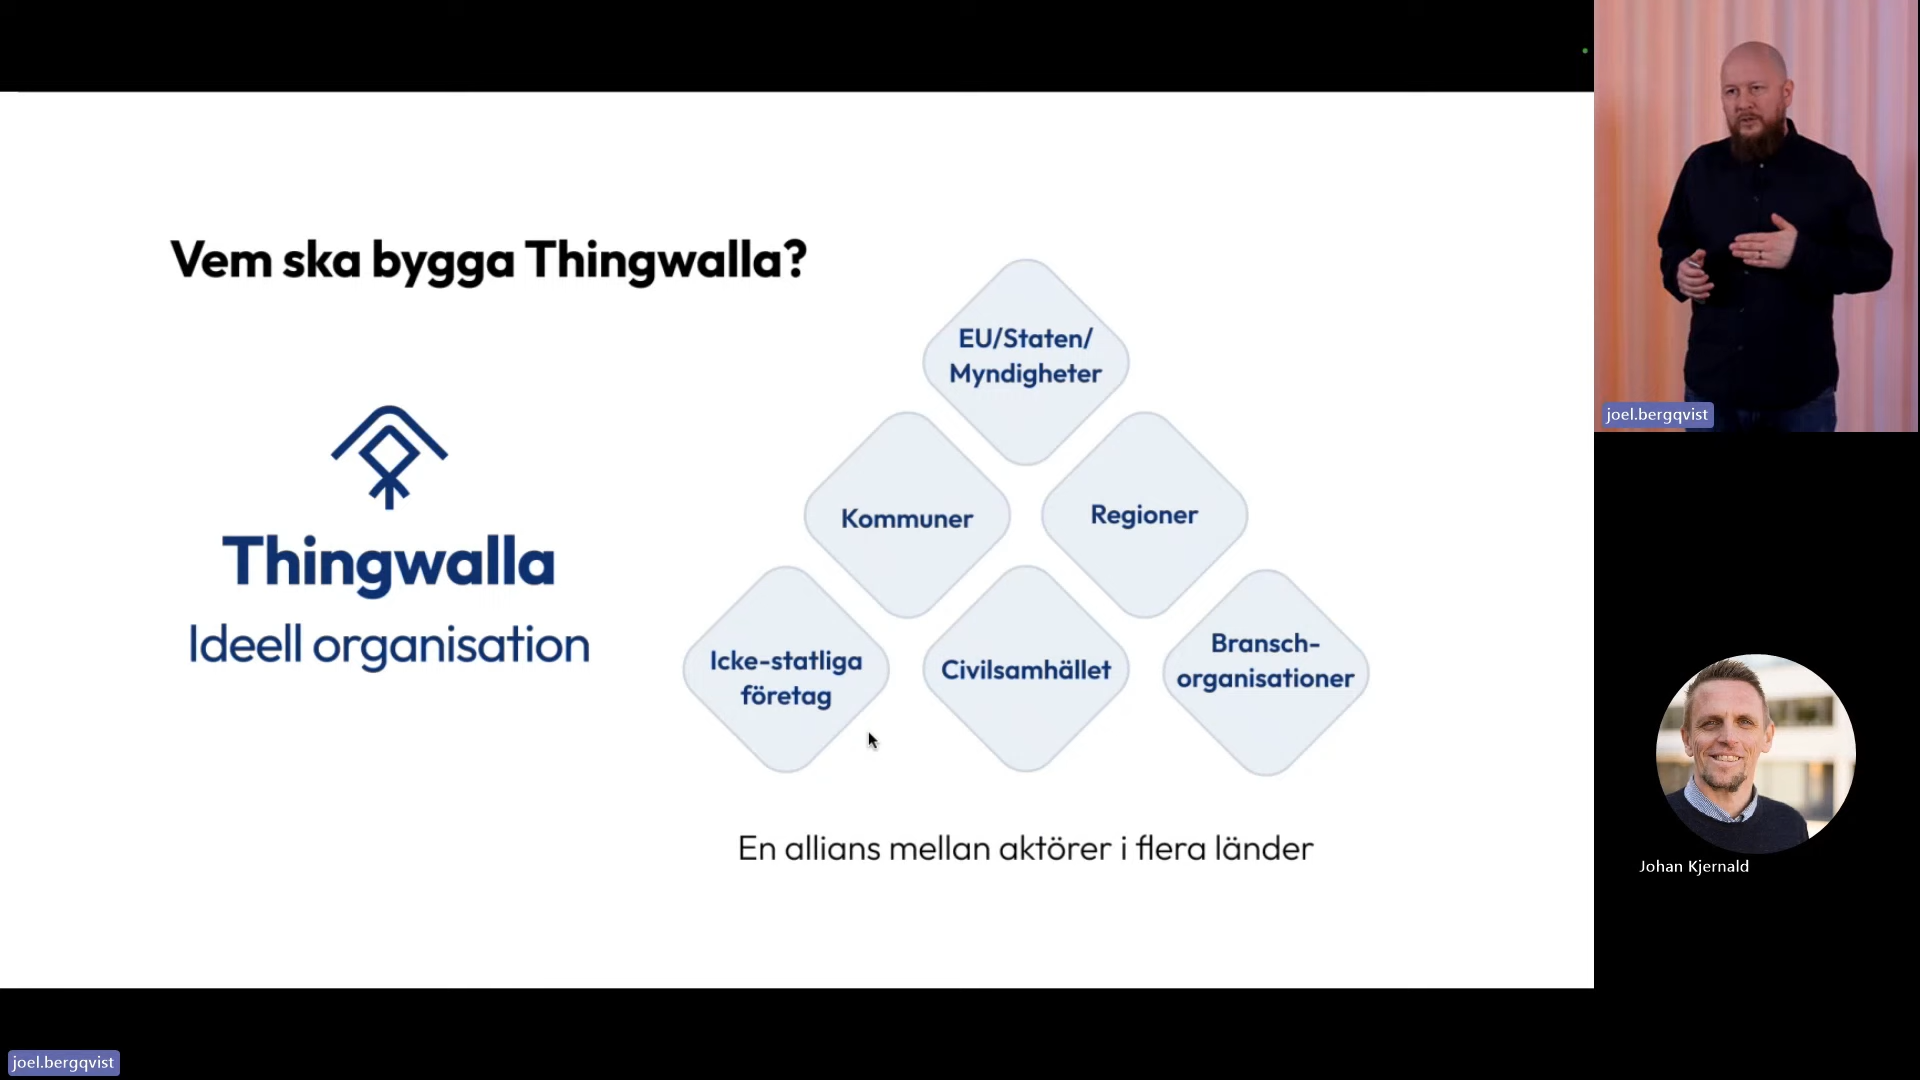 Vem ska bygga Thingwalla?
Thingwalla
Ideell organisation
EU/Staten/
Myndigheter
Kommuner
Regioner
Icke-statliga
företag
Civilsamhället
Bransch-
organisationer
En allians mellan aktörer i flera länder
joel.bergqvist
Johan Kjernald
joel.bergqvist